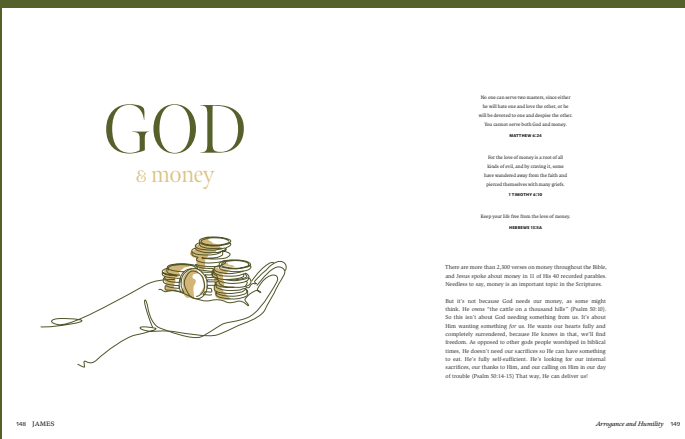 GOD
& money
148 JAMES
No one can serve two masters, since either
he will hate one and love the other, or he
will be devoted to one and despise the other.
You cannot serve both God and money.
MATTHEW 6:24
For the love of money is a root of all
kinds of evil, and by craving it, some
have wandered away from the faith and
pierced themselves with many griefs.
1 TIMOTHY 6:10
Keep your life free from the love of money.
HEBREWS 13:5A
There are more than 2,300 verses on money throughout the Bible,
and Jesus spoke about money in 11 of His 40 recorded parables.
Needless to say, money is an important topic in the Scriptures.
But it's not because God needs our money, as some might
think. He owns "the cattle on a thousand hills" (Psalm 50:10).
So this isn't about God needing something from us. It's about
Him wanting something for us. He wants our hearts fully and
completely surrendered, because He knows in that, we'll find
freedom. As opposed to other gods people worshiped in biblical
times, He doesn't need our sacrifices so He can have something
to eat. He's fully self-sufficient. He's looking for our internal
sacrifices, our thanks to Him, and our calling on Him in our day
of trouble (Psalm 50:14-15) That way, He can deliver us!
Arrogance and Humility 149